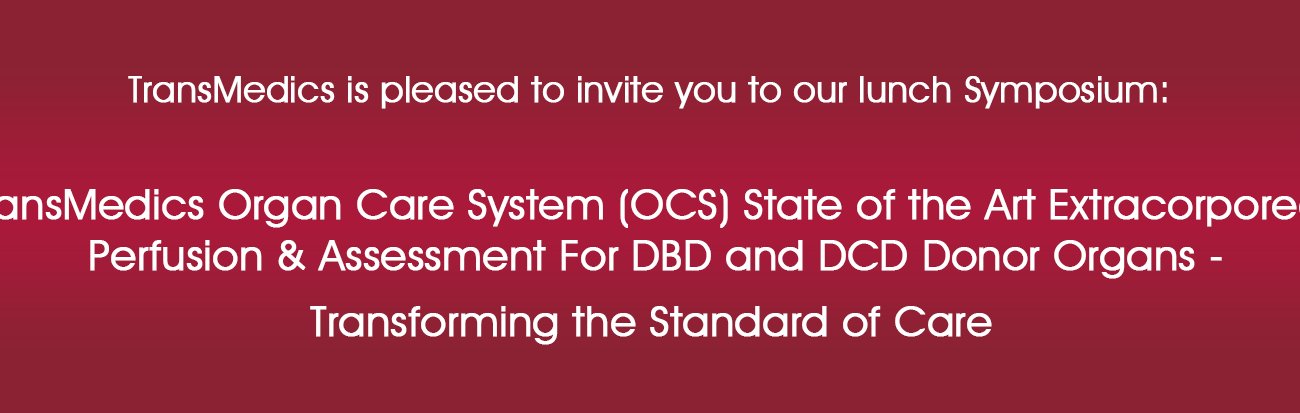 TransMedics is pleased to invite you to our lunch Symposium:
ansMedics Organ Care System (OCS) State of the Art Extracorpore
Perfusion & Assessment For DBD and DCD Donor Organs -
Transforming the Standard of Care